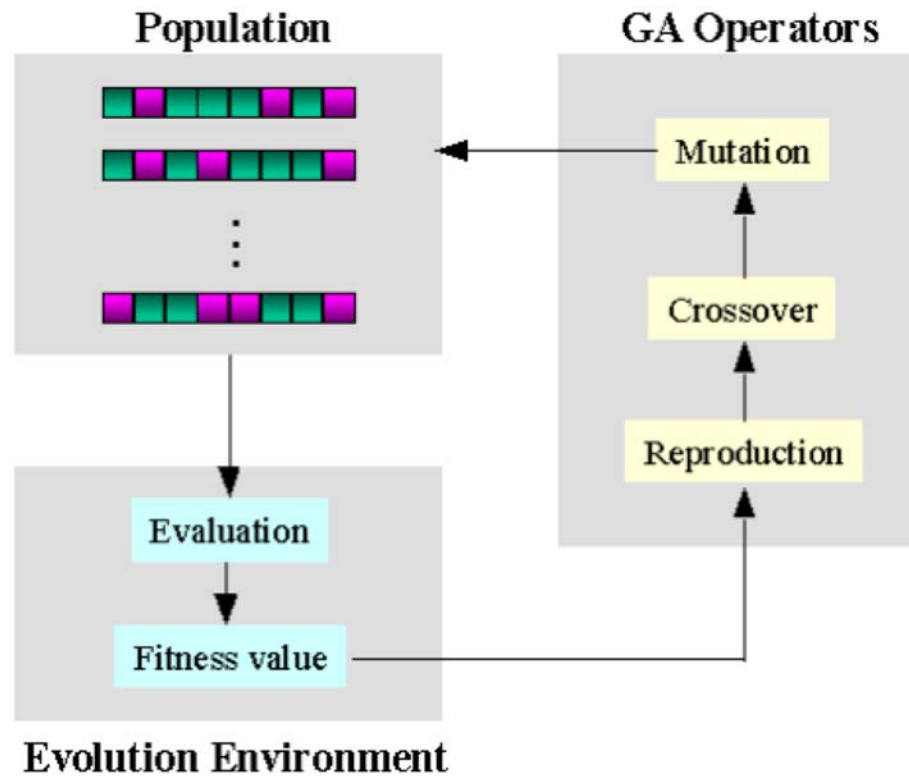 Population
GA Operators
Mutation
Crossover
Reproduction
Evaluation
Fitness value
Evolution Environment